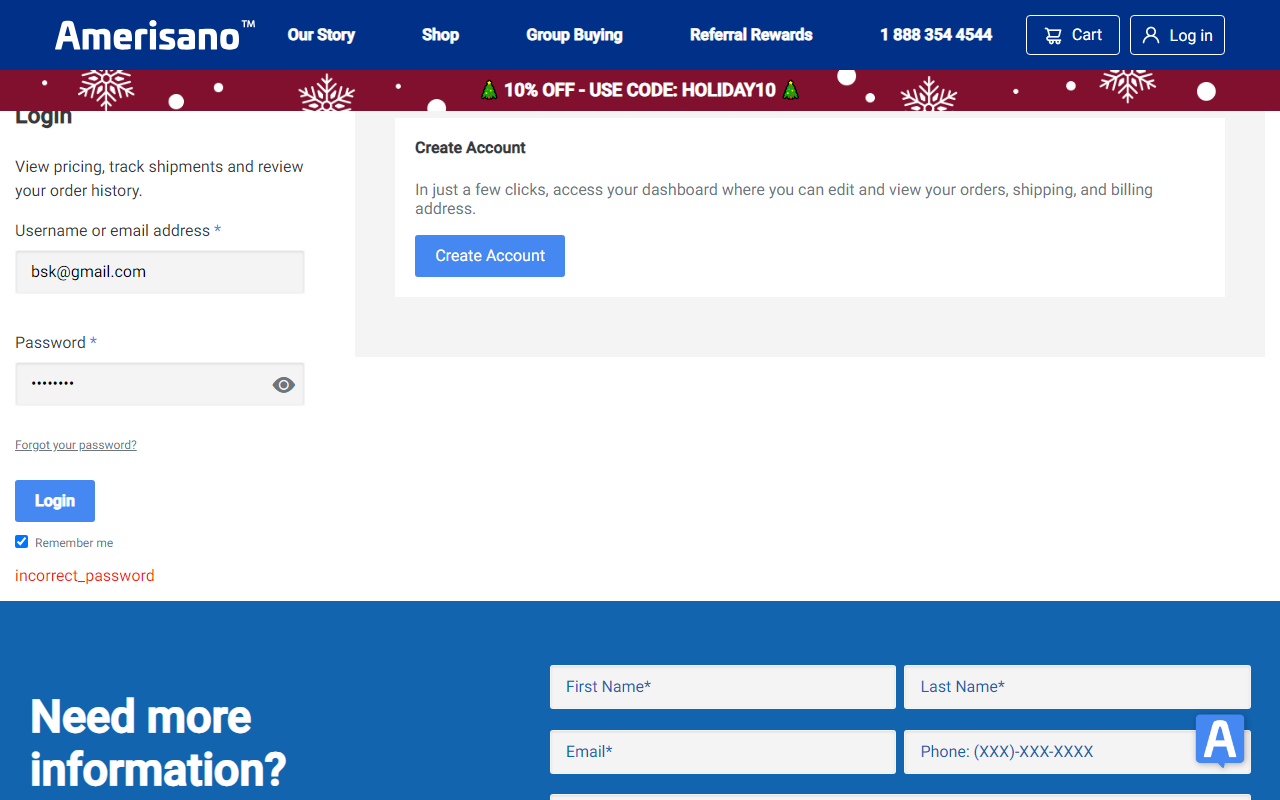 Amerisano™
Our Story
Shop
Group Buying
Referral Rewards
1 888 354 4544
Cart
Log in
10% OFF - USE CODE: HOLIDAY10
Login
View pricing, track shipments and review
your order history.
Username or email address *
bsk@gmail.com
Password *
••••••••
Forgot your password?
Login
Remember me
incorrect_password
Create Account
In just a few clicks, access your dashboard where you can edit and view your orders, shipping, and billing
address.
Create Account
Need more
information?
First Name*
Last Name*
Email*
Phone: (XXX)-XXX-XXXX
A